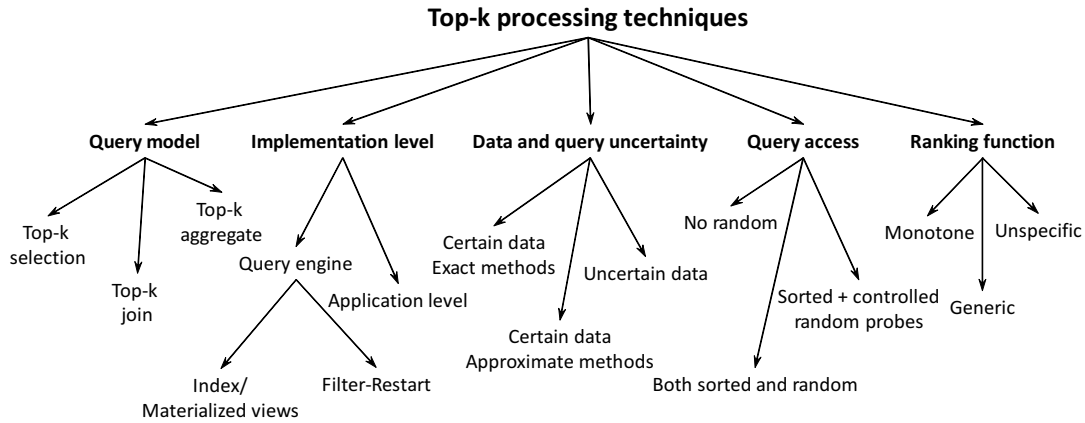 Top-k processing techniques
Query model
Implementation level
Data and query uncertainty
Query access
Ranking function
Top-k
selection
Top-k
join
Top-k
aggregate
Query engine
Application level
Index/
Materialized views
Filter-Restart
Certain data
Exact methods
Certain data
Approximate methods
Uncertain data
No random
Both sorted and random
Sorted + controlled
random probes
Monotone
Generic
Unspecific